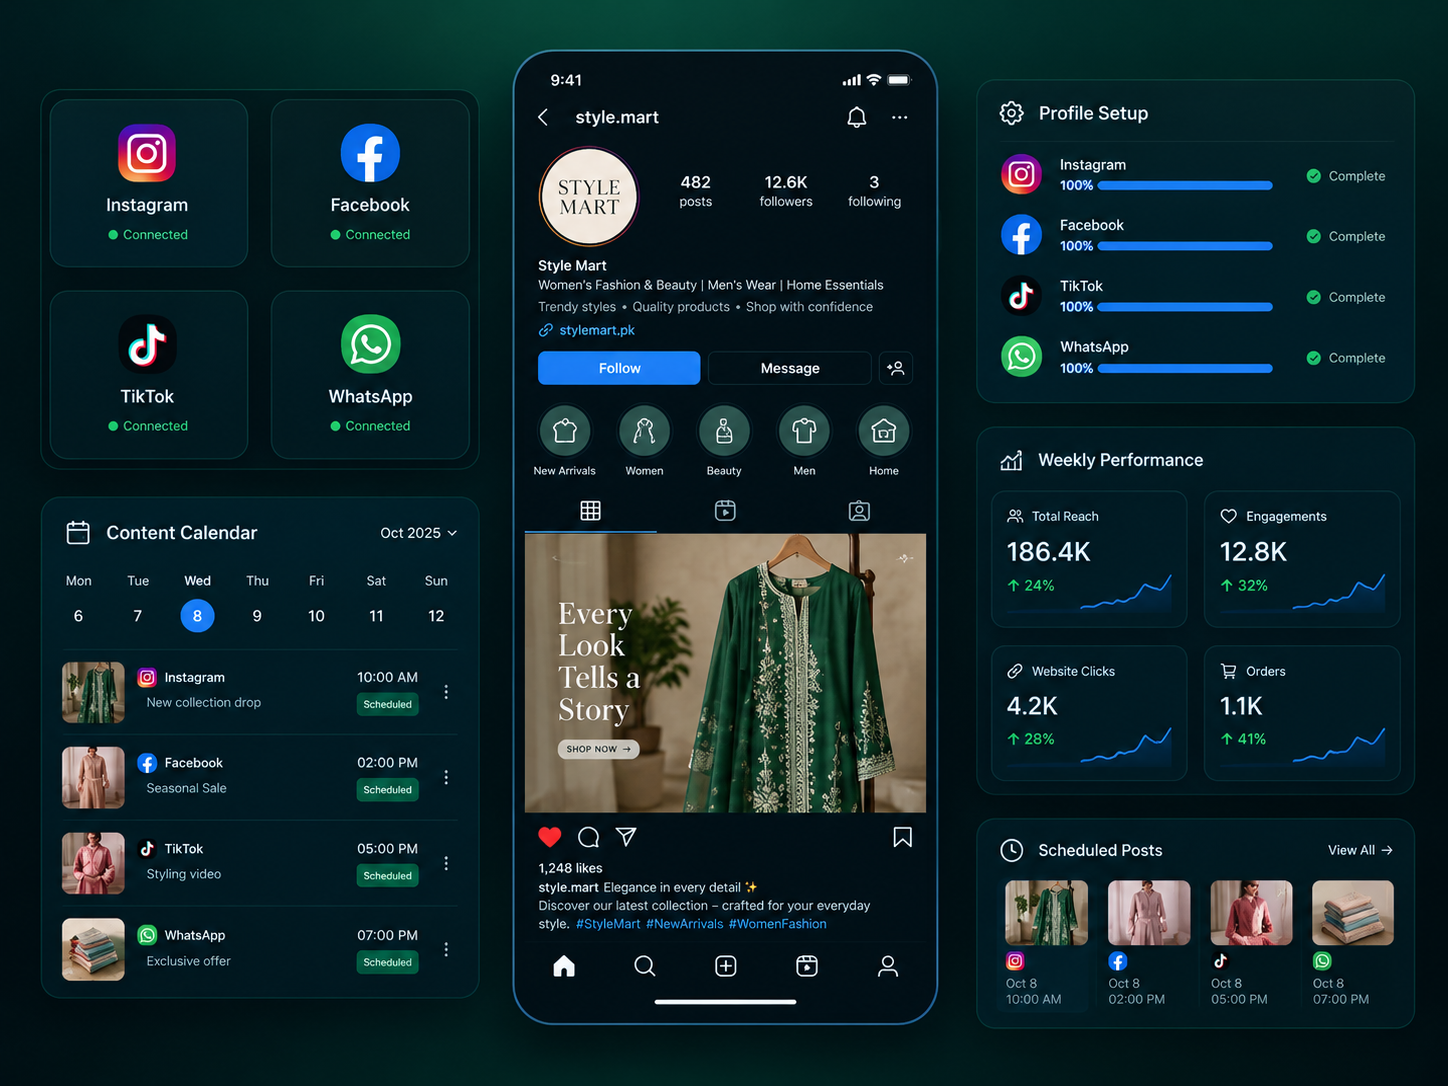 Instagram
Connected
Facebook
Connected
TikTok
Connected
WhatsApp
Connected
Content Calendar
Oct 2025
Mon Tue Wed Thu Fri Sat Sun
6 7 8 9 10 11 12
Instagram
New collection drop
10:00 AM
Scheduled
Facebook
Seasonal Sale
02:00 PM
Scheduled
TikTok
Styling video
05:00 PM
Scheduled
WhatsApp
Exclusive offer
07:00 PM
Scheduled
9:41
style.mart
STYLE
MART
482
posts
12.6K
followers
3
following
Style Mart
Women's Fashion & Beauty | Men's Wear | Home Essentials
Trendy styles • Quality products • Shop with confidence
stylemart.pk
Follow
Message
New Arrivals
Women
Beauty
Men
Home
Every
Look
Tells a
Story
SHOP NOW →
1,248 likes
style.mart Elegance in every detail ✨
Discover our latest collection – crafted for your everyday
style. #StyleMart #NewArrivals #WomenFashion
Profile Setup
Instagram
100%
Complete
Facebook
100%
Complete
TikTok
100%
Complete
WhatsApp
100%
Complete
Weekly Performance
Total Reach
186.4K
↑ 24%
Engagements
12.8K
↑ 32%
Website Clicks
4.2K
↑ 28%
Orders
1.1K
↑ 41%
Scheduled Posts
View All →
Oct 8
10:00 AM
Oct 8
02:00 PM
Oct 8
05:00 PM
Oct 8
07:00 PM